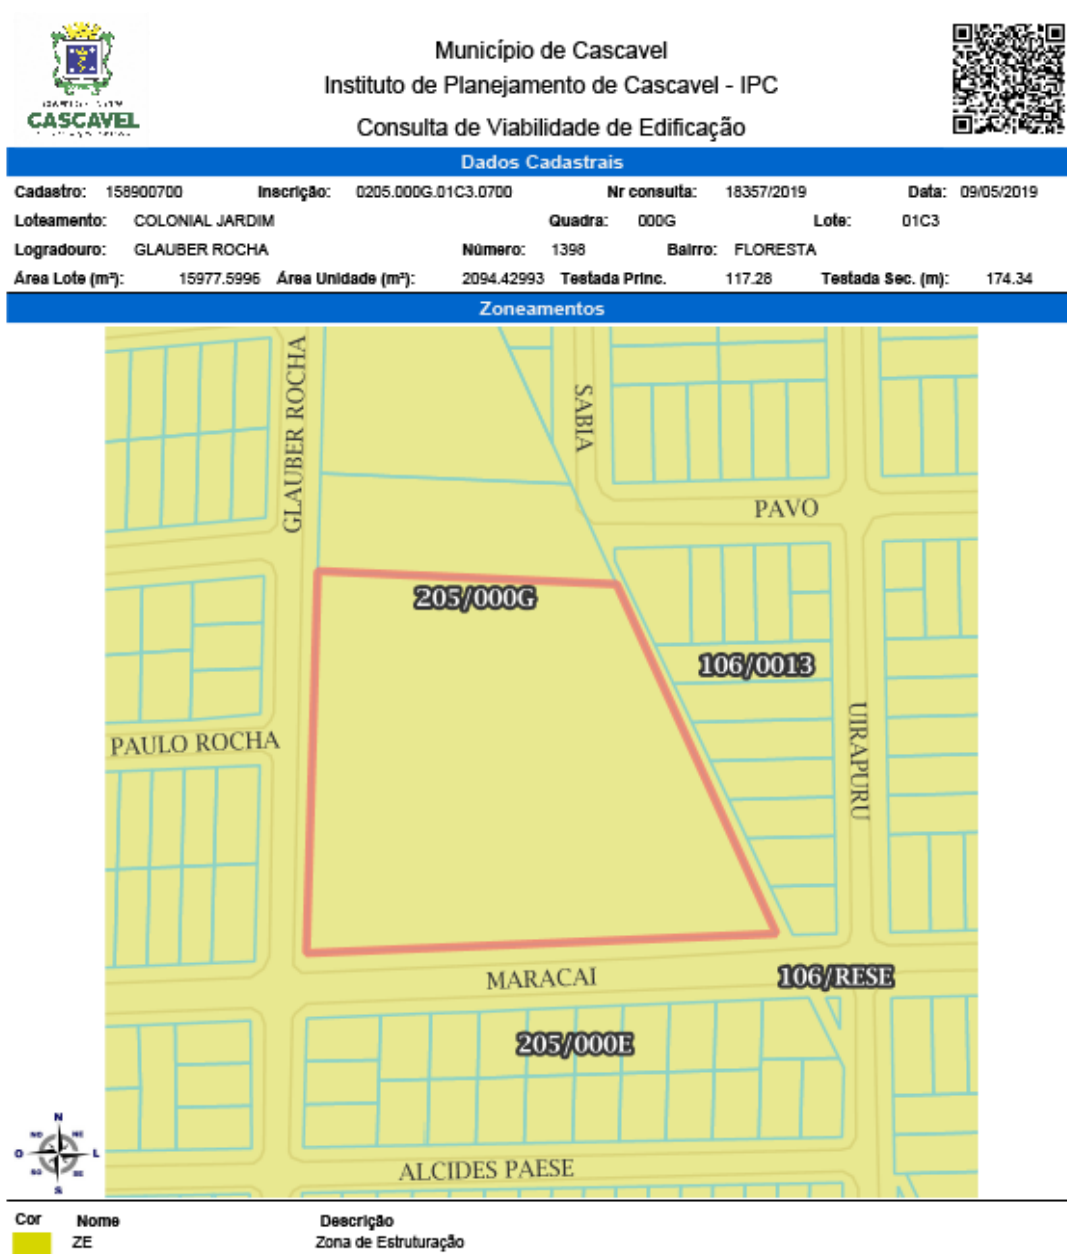 Município de Cascavel
Instituto de Planejamento de Cascavel - IPC
Consulta de Viabilidade de Edificação
CASCAVEL
Dados Cadastrais
Cadastro: 158900700 Inscrição: 0205.000G.01C3.0700 Nr consulta: 18357/2019 Data: 09/05/2019
Loteamento: COLONIAL JARDIM Quadra: 000G Lote: 01C3
Logradouro: GLAUBER ROCHA Número: 1398 Bairro: FLORESTA
Área Lote (m²): 15977.5996 Área Unidade (m²): 2094.42993 Testada Princ. 117.28 Testada Sec. (m): 174.34
Zoneamentos
GLAUBER ROCHA
SABIA
PAVO
205/000G
106/0013
PAULO ROCHA
UIRAPURU
MARACAI
106/RESE
205/000E
ALCIDES PAESE
N
NO NE
O L
SO SE
S
Cor Nome Descrição
ZE Zona de Estruturação